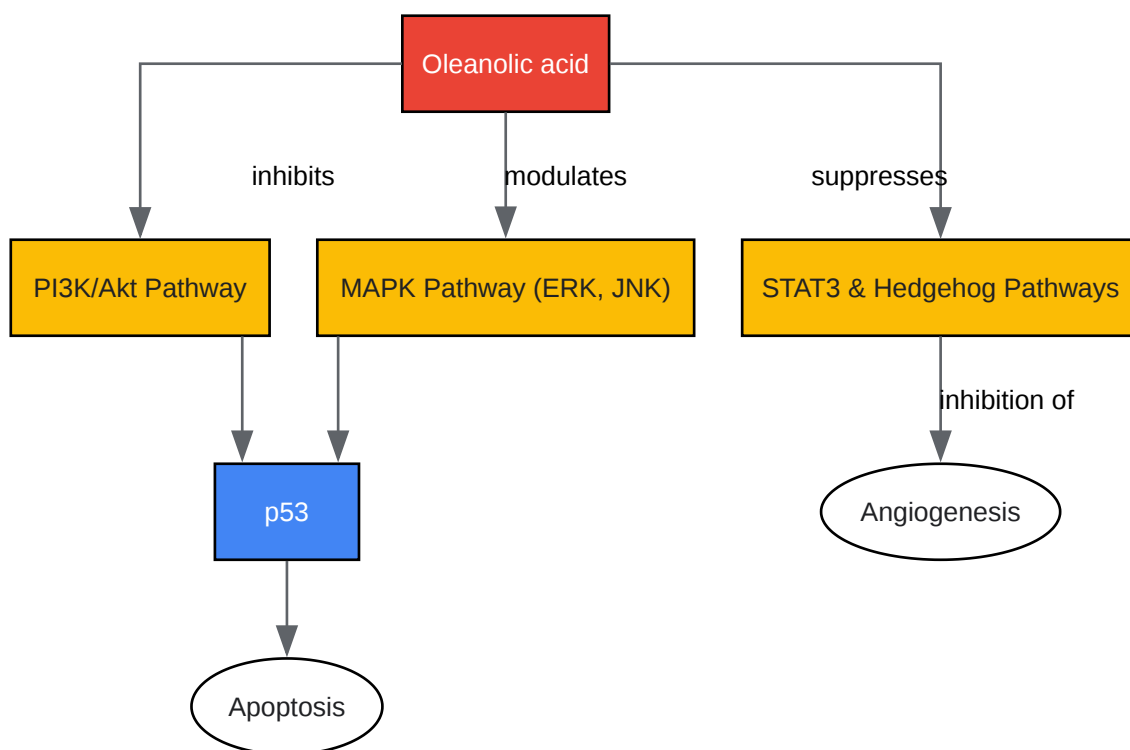 Oleanolic acid
inhibits
modulates
suppresses
PI3K/Akt Pathway
MAPK Pathway (ERK, JNK)
STAT3 & Hedgehog Pathways
inhibition of
p53
Angiogenesis
Apoptosis